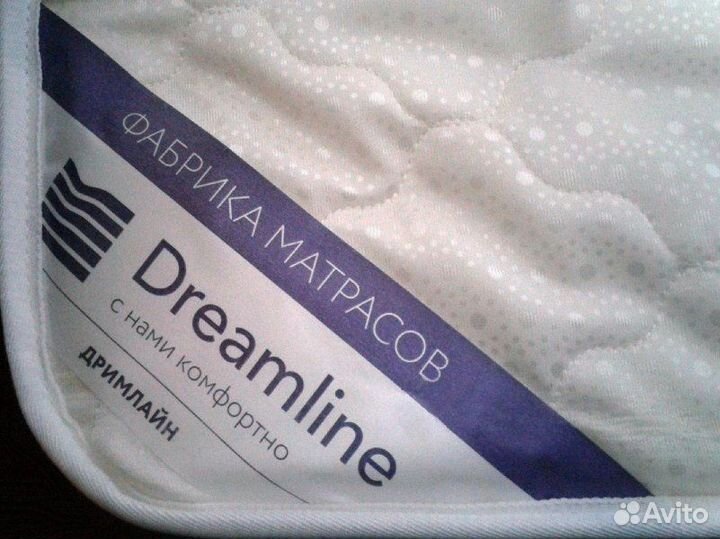 ФАБРИКА МАТРАСОВ
Dreamline
с нами комфортно
ДРИМЛАЙН
Avito